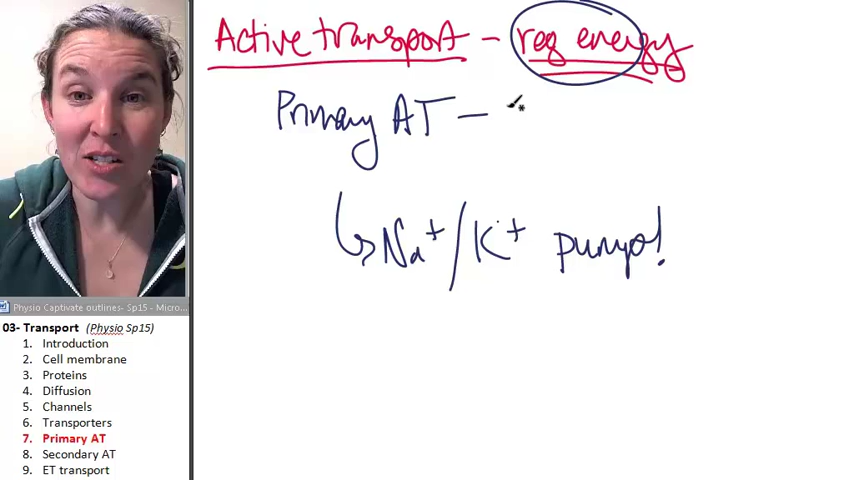 Active transport - req energy
Primary AT -
Na+/K+ pump!
Physio Captivate outlines- Sp15 - Micro...
03- Transport (Physio Sp15)
1. Introduction
2. Cell membrane
3. Proteins
4. Diffusion
5. Channels
6. Transporters
7. Primary AT
8. Secondary AT
9. ET transport